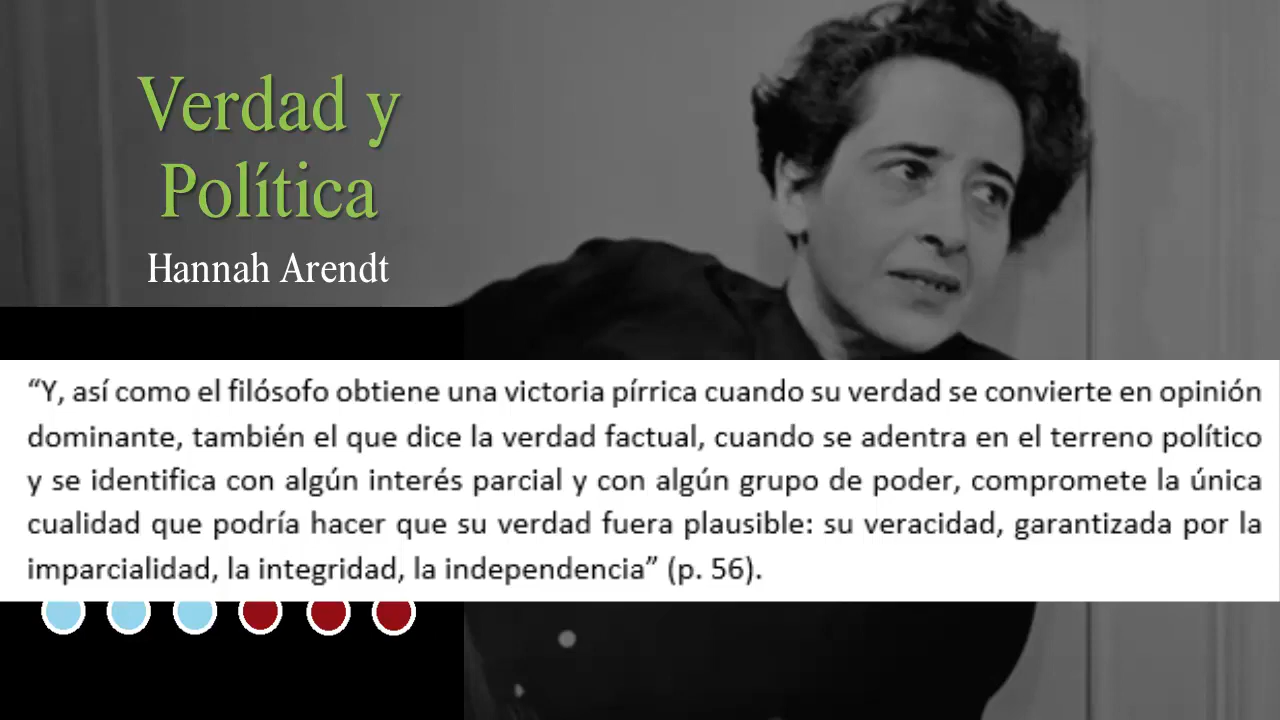 Verdad y
Política
Hannah Arendt
“Y, así como el filósofo obtiene una victoria pírrica cuando su verdad se convierte en opinión
dominante, también el que dice la verdad factual, cuando se adentra en el terreno político
y se identifica con algún interés parcial y con algún grupo de poder, compromete la única
cualidad que podría hacer que su verdad fuera plausible: su veracidad, garantizada por la
imparcialidad, la integridad, la independencia” (p. 56).